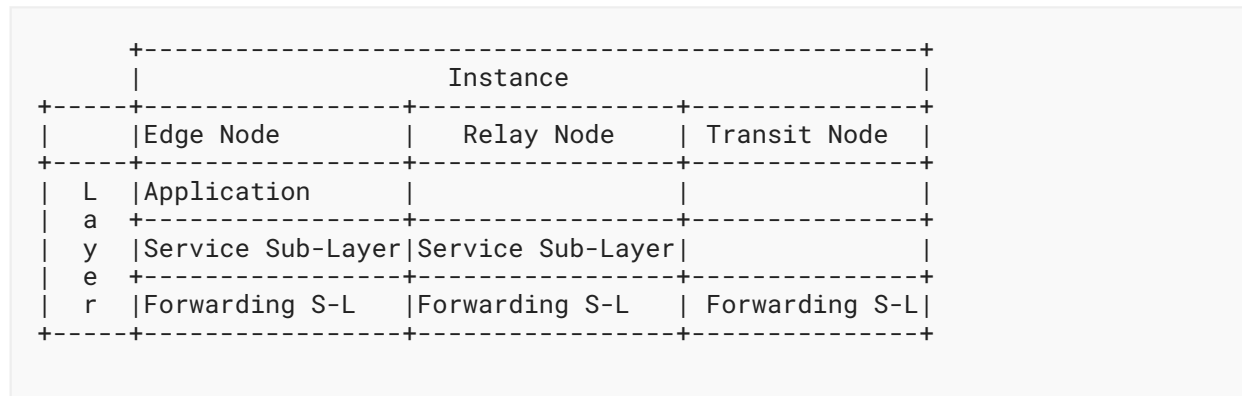 +---------------------------------------------------+
      |                    Instance                       |
+-----+-----------------+-----------------+---------------+
|     |Edge Node        |   Relay Node    | Transit Node  |
+-----+-----------------+-----------------+---------------+
|  L  |Application      |                 |               |
|  a  +-----------------+-----------------+---------------+
|  y  |Service Sub-Layer|Service Sub-Layer|               |
|  e  +-----------------+-----------------+---------------+
|  r  |Forwarding S-L   |Forwarding S-L   | Forwarding S-L|
+-----+-----------------+-----------------+---------------+